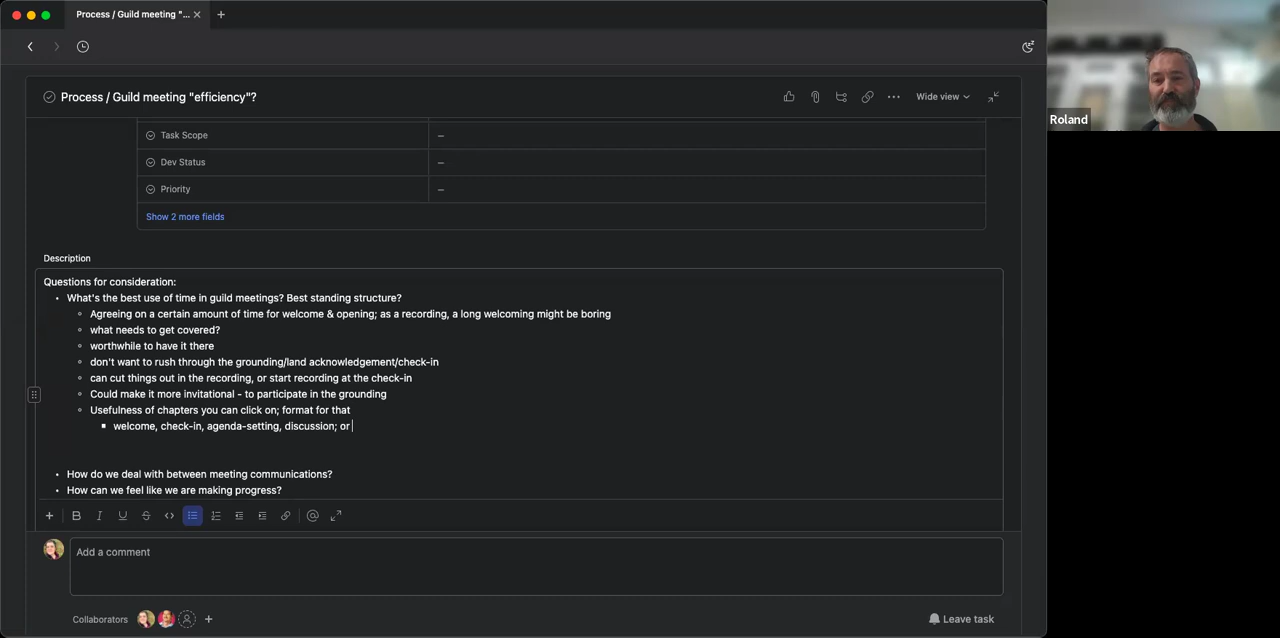 Process / Guild meeting "...
Process / Guild meeting "efficiency"?
Wide view
Roland
Task Scope
—
Dev Status
—
Priority
—
Show 2 more fields
Description
Questions for consideration:
What's the best use of time in guild meetings? Best standing structure?
Agreeing on a certain amount of time for welcome & opening; as a recording, a long welcoming might be boring
what needs to get covered?
worthwhile to have it there
don't want to rush through the grounding/land acknowledgement/check-in
can cut things out in the recording, or start recording at the check-in
Could make it more invitational - to participate in the grounding
Usefulness of chapters you can click on; format for that
welcome, check-in, agenda-setting, discussion; or
How do we deal with between meeting communications?
How can we feel like we are making progress?
Add a comment
Collaborators
Leave task